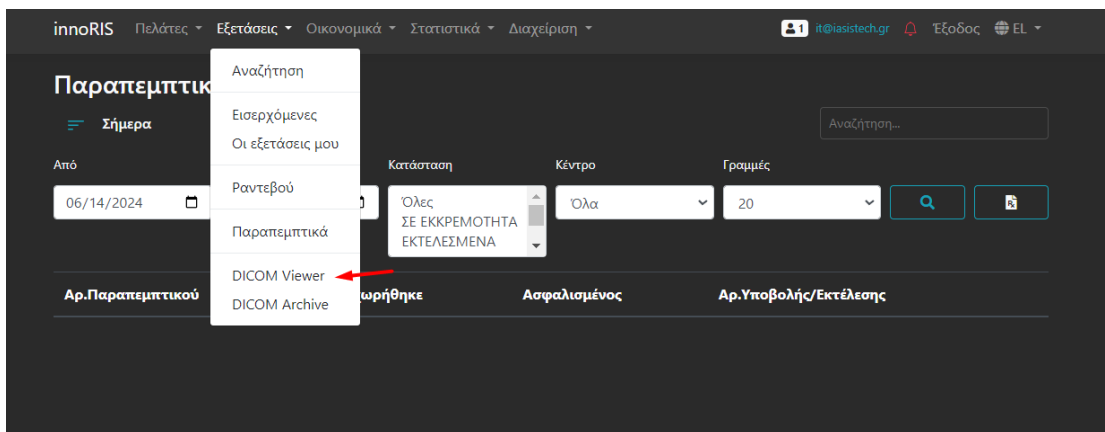 innoRIS Πελάτες Εξετάσεις Οικονομικά Στατιστικά Διαχείριση 1 it@iasistech.gr Έξοδος EL
Αναζήτηση
Εισερχόμενες
Οι εξετάσεις μου
Ραντεβού
Παραπεμπτικά
DICOM Viewer
DICOM Archive
Παραπεμπτικ
Σήμερα
Αναζήτηση...
Από Κατάσταση Κέντρο Γραμμές
06/14/2024
Όλες
ΣΕ ΕΚΚΡΕΜΟΤΗΤΑ
ΕΚΤΕΛΕΣΜΕΝΑ
Όλα
20
Αρ.Παραπεμπτικού ωρήθηκε Ασφαλισμένος Αρ.Υποβολής/Εκτέλεσης